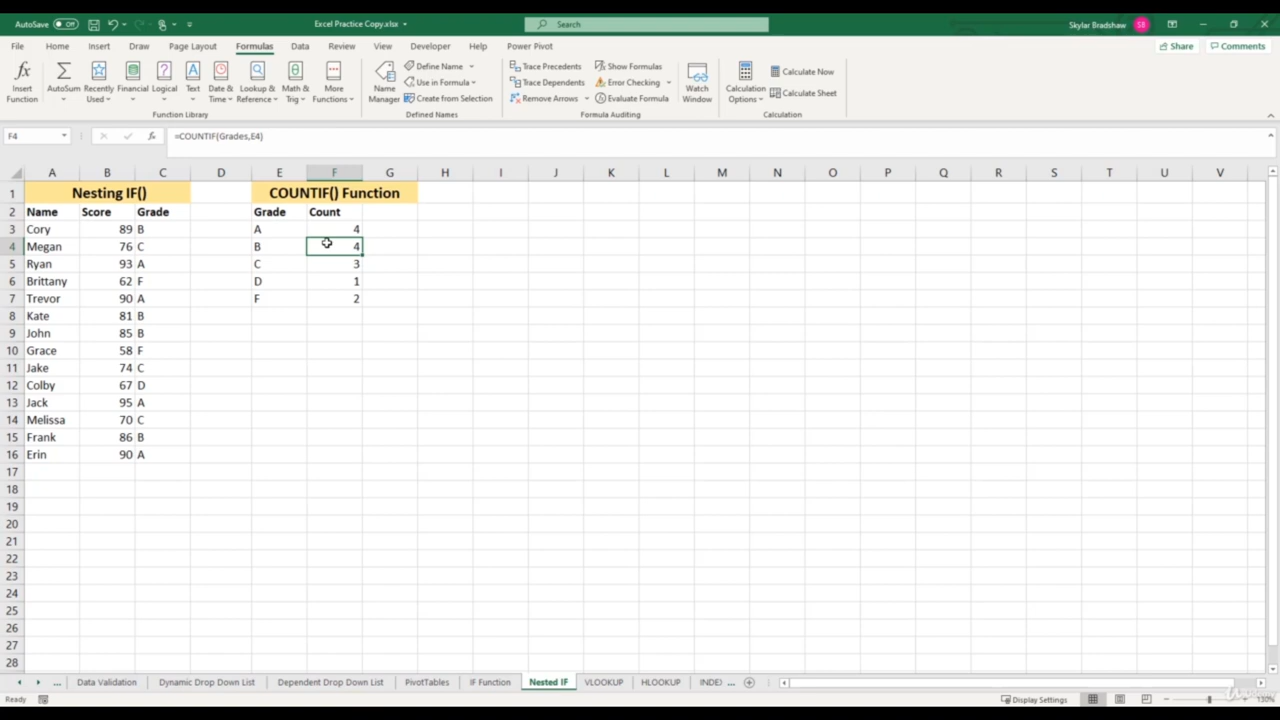 AutoSave Off Excel Practice Copy.xlsx Search Skylar Bradshaw SB
File Home Insert Draw Page Layout Formulas Data Review View Developer Help Power Pivot Share Comments
Insert Function AutoSum Recently Used Financial Logical Text Date & Time Lookup & Reference Math & Trig More Functions
Function Library
Name Manager Define Name Use in Formula Create from Selection
Defined Names
Trace Precedents Trace Dependents Remove Arrows Show Formulas Error Checking Evaluate Formula Watch Window
Formula Auditing
Calculation Options Calculate Now Calculate Sheet
Calculation
F4 fx =COUNTIF(Grades,E4)
A B C D E F G H I J K L M N O P Q R S T U V
1 Nesting IF() COUNTIF() Function
2 Name Score Grade Grade Count
3 Cory 89 B A 4
4 Megan 76 C B 4
5 Ryan 93 A C 3
6 Brittany 62 F D 1
7 Trevor 90 A F 2
8 Kate 81 B
9 John 85 B
10 Grace 58 F
11 Jake 74 C
12 Colby 67 D
13 Jack 95 A
14 Melissa 70 C
15 Frank 86 B
16 Erin 90 A
17
18
19
20
21
22
23
24
25
26
27
28
... Data Validation Dynamic Drop Down List Dependent Drop Down List PivotTables IF Function Nested IF VLOOKUP HLOOKUP INDEX ...
Ready Display Settings 130%